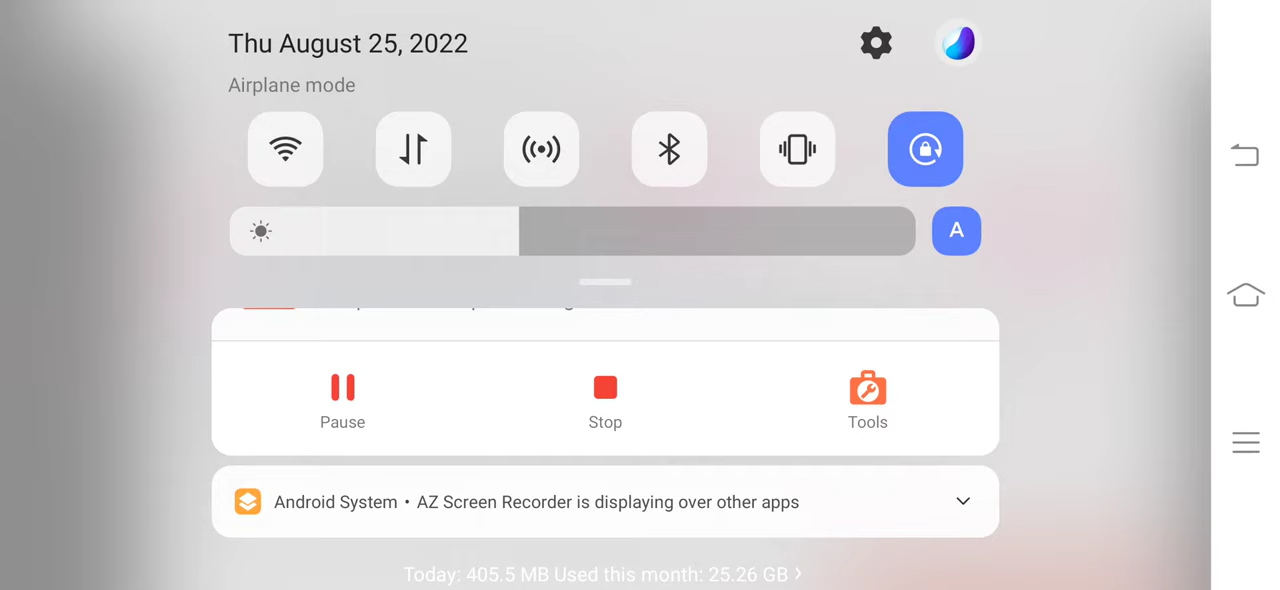 Thu August 25, 2022
Airplane mode
A
Pause
Stop
Tools
Android System • AZ Screen Recorder is displaying over other apps
Today: 405.5 MB Used this month: 25.26 GB ›